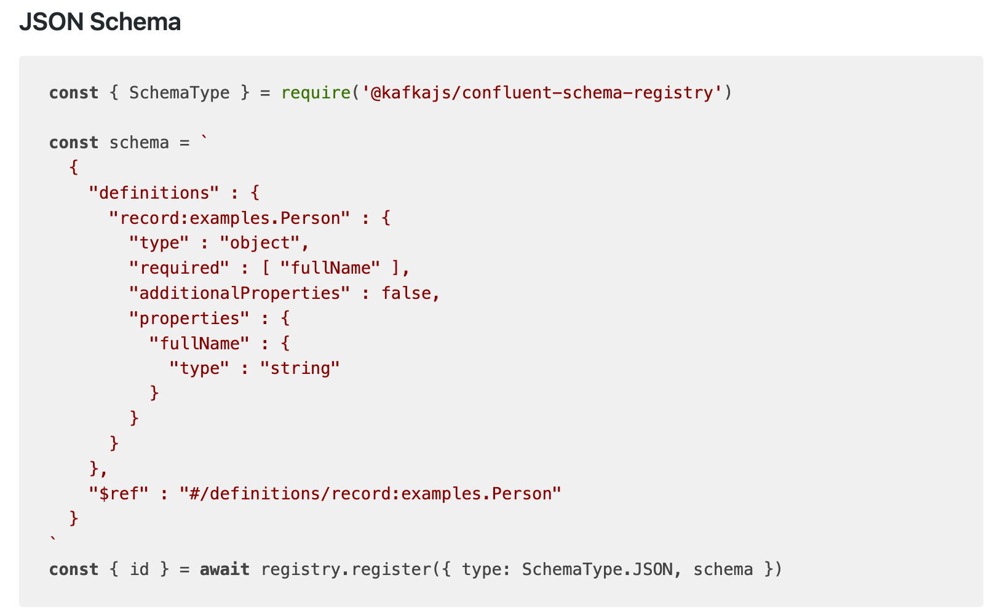 JSON Schema
const { SchemaType } = require('@kafkajs/confluent-schema-registry')
const schema = `
{
"definitions" : {
"record:examples.Person" : {
"type" : "object",
"required" : [ "fullName" ],
"additionalProperties" : false,
"properties" : {
"fullName" : {
"type" : "string"
}
}
}
},
"$ref" : "#/definitions/record:examples.Person"
}
`
const { id } = await registry.register({ type: SchemaType.JSON, schema })